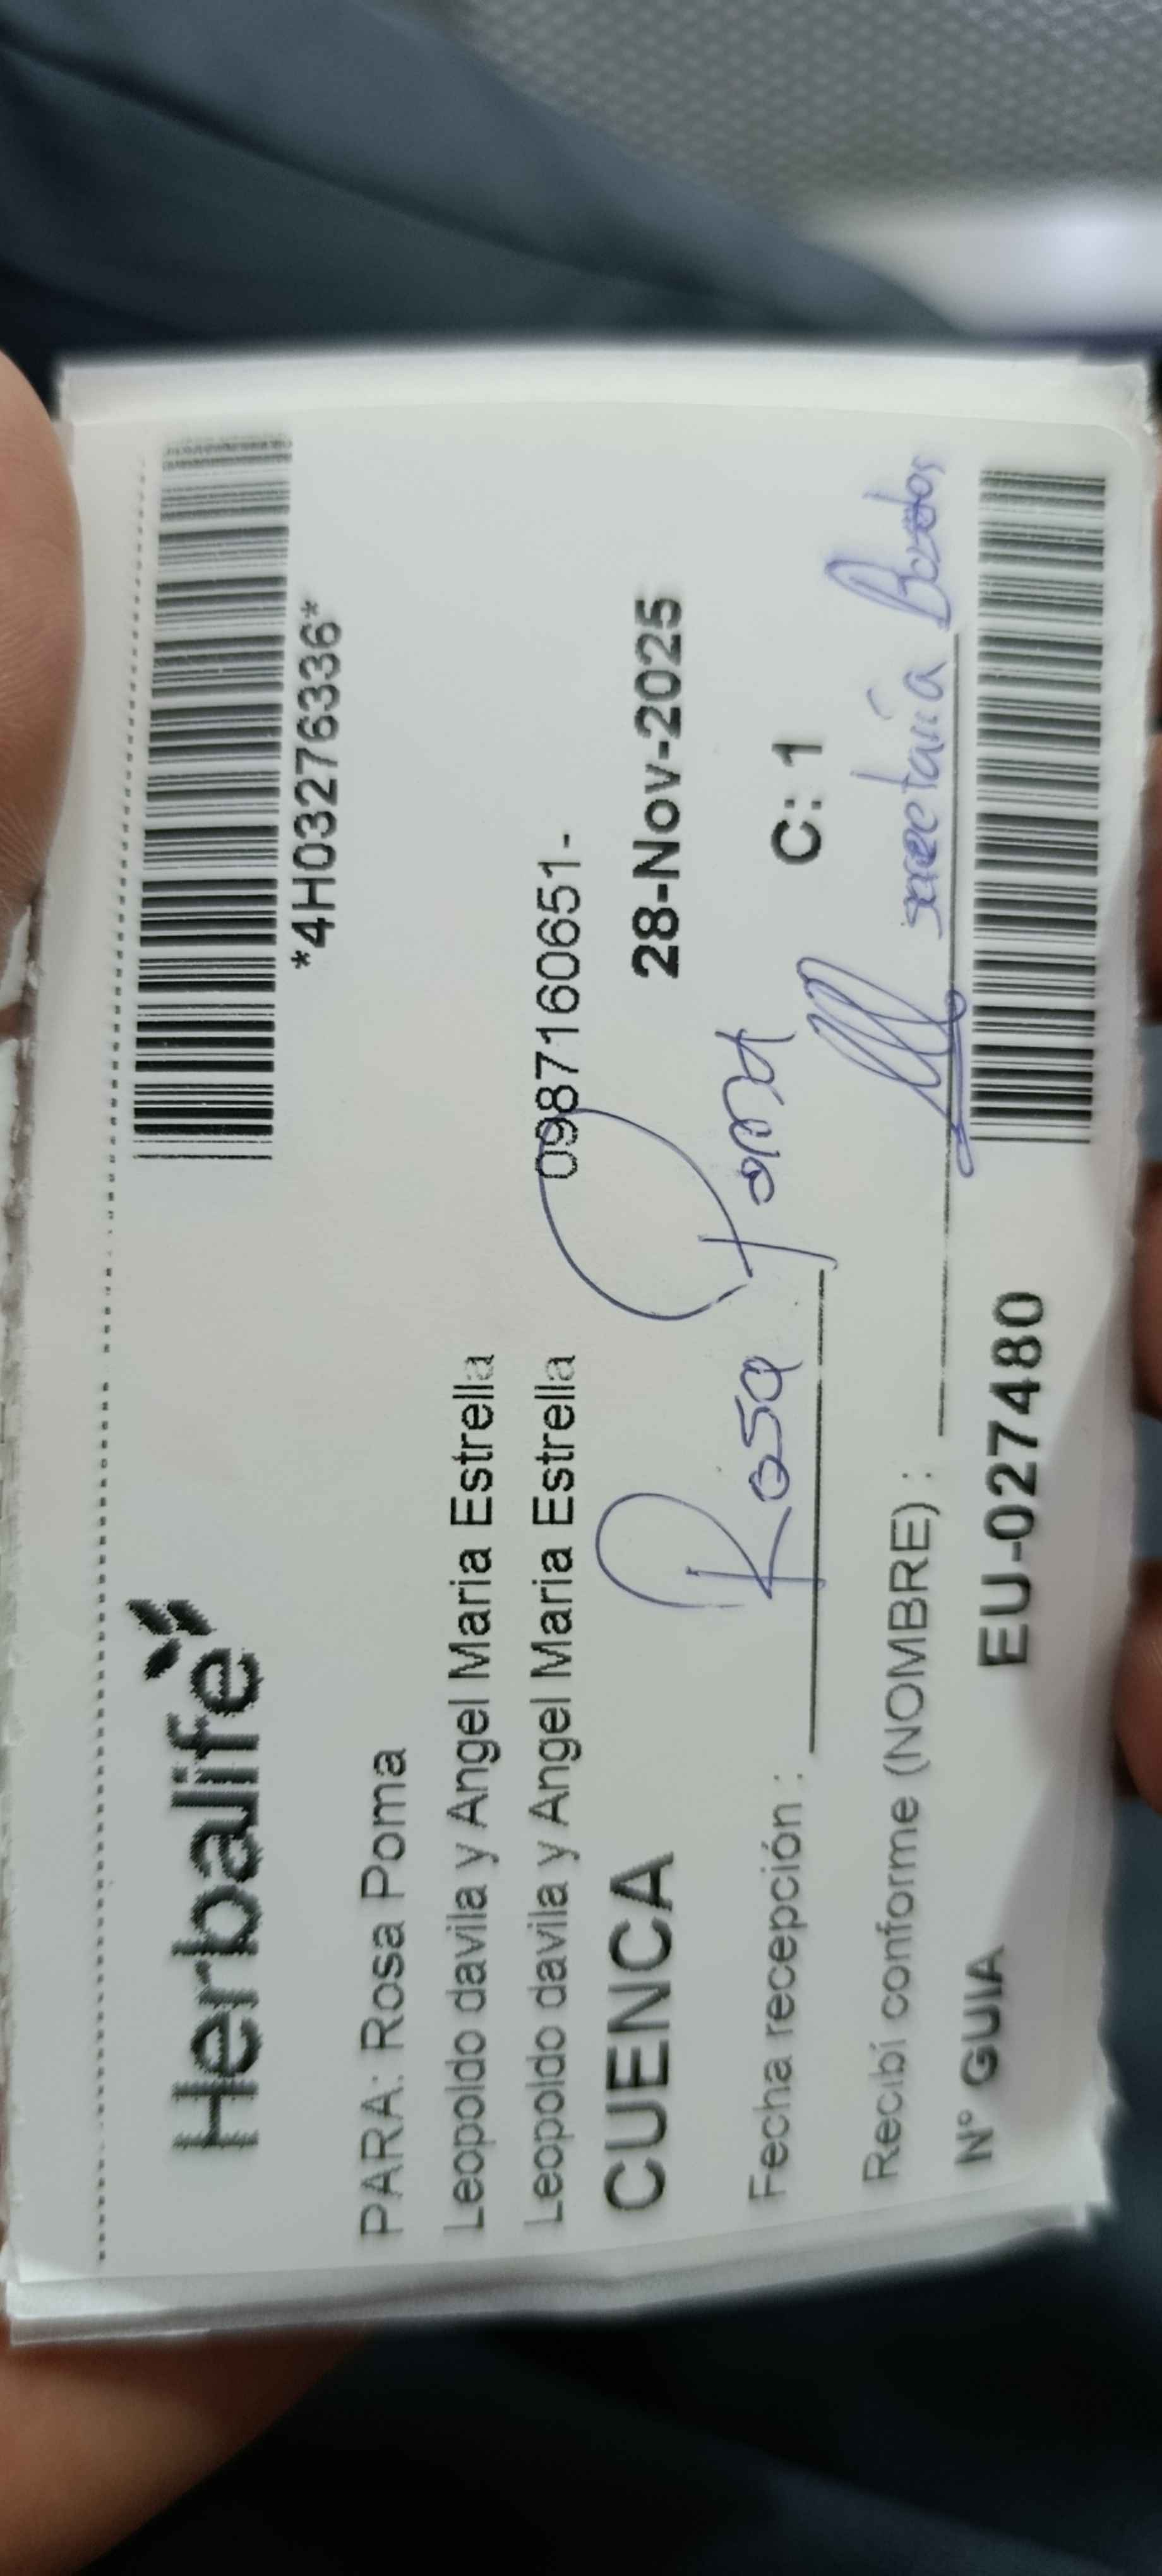 Herbalife
*4H03276336*
PARA: Rosa Poma
Leopoldo davila y Angel Maria Estrella
Leopoldo davila y Angel Maria Estrella 0987160651-
CUENCA 28-Nov-2025
Fecha recepción : Rosa Poma C: 1
Recibí conforme (NOMBRE) :
Nº GUIA EU-027480